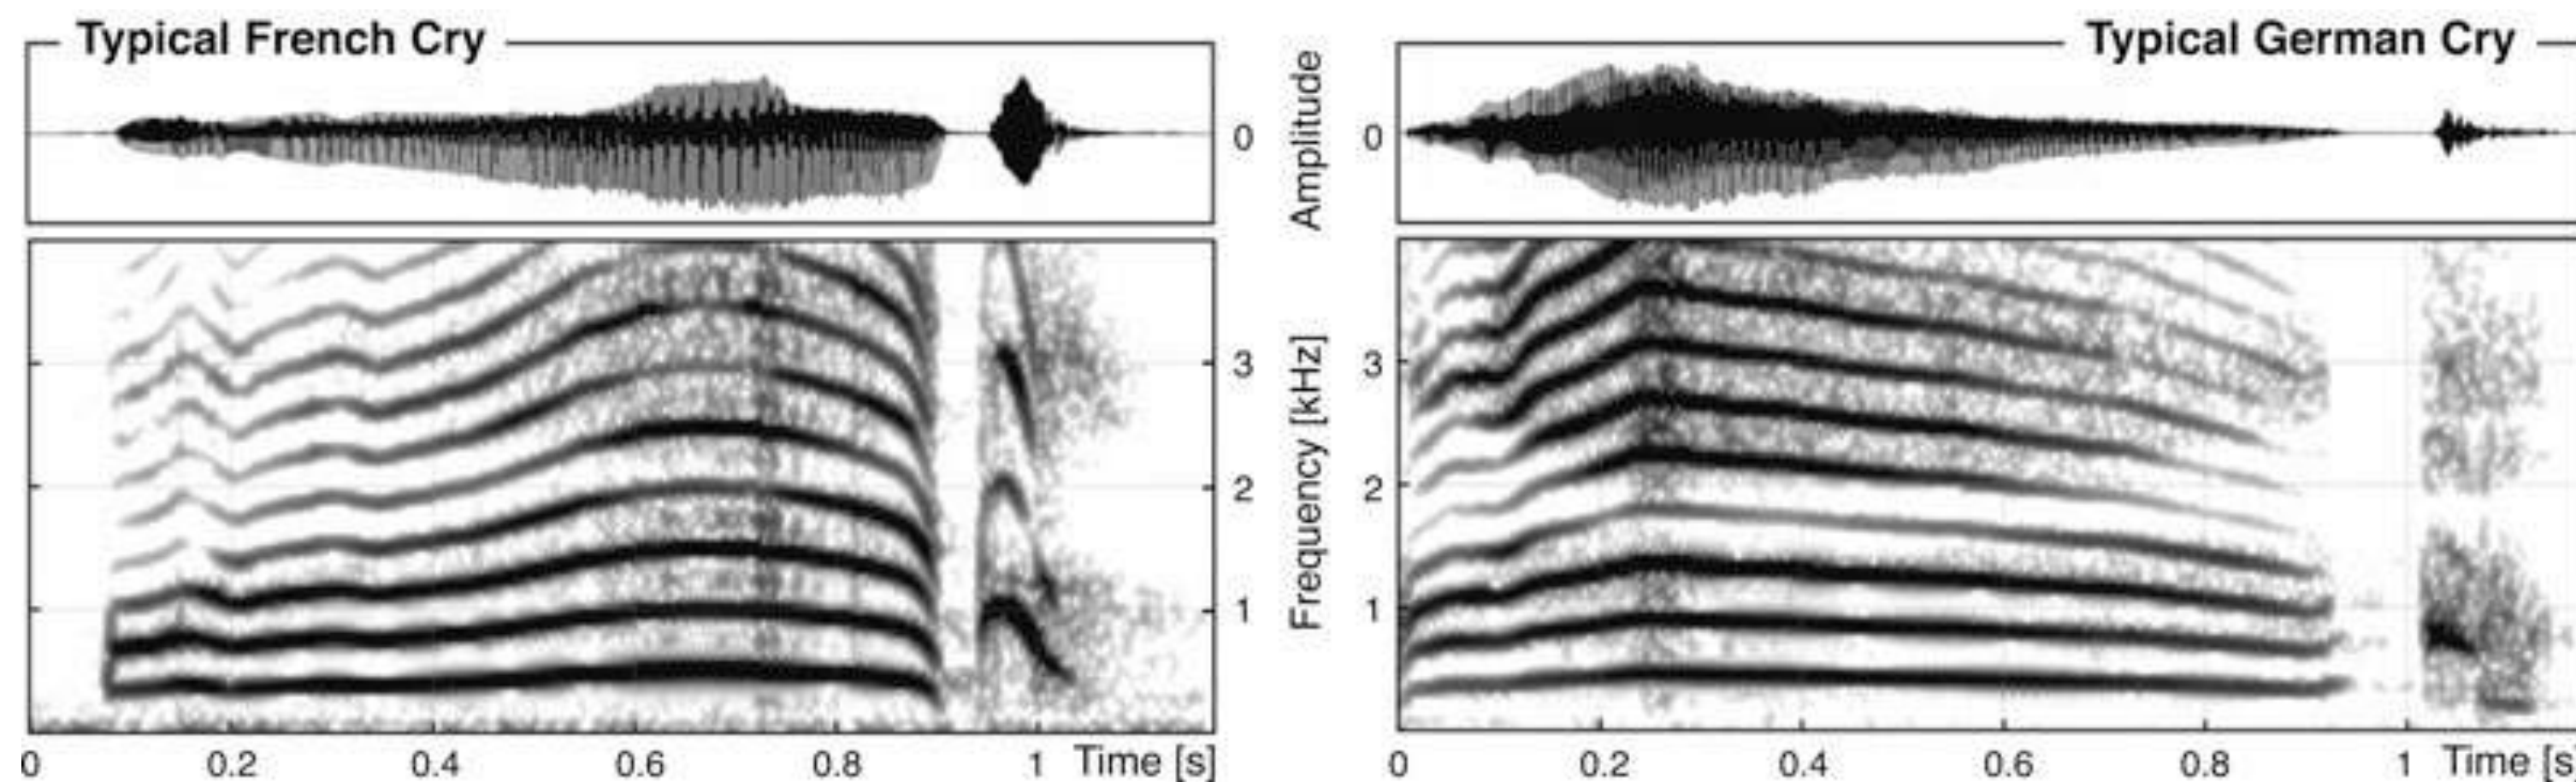 Typical French Cry
Typical German Cry
0
Amplitude
0
3
2
1
Frequency [kHz]
3
2
1
0 0.2 0.4 0.6 0.8 1 Time [s]
0 0.2 0.4 0.6 0.8 1 Time [s